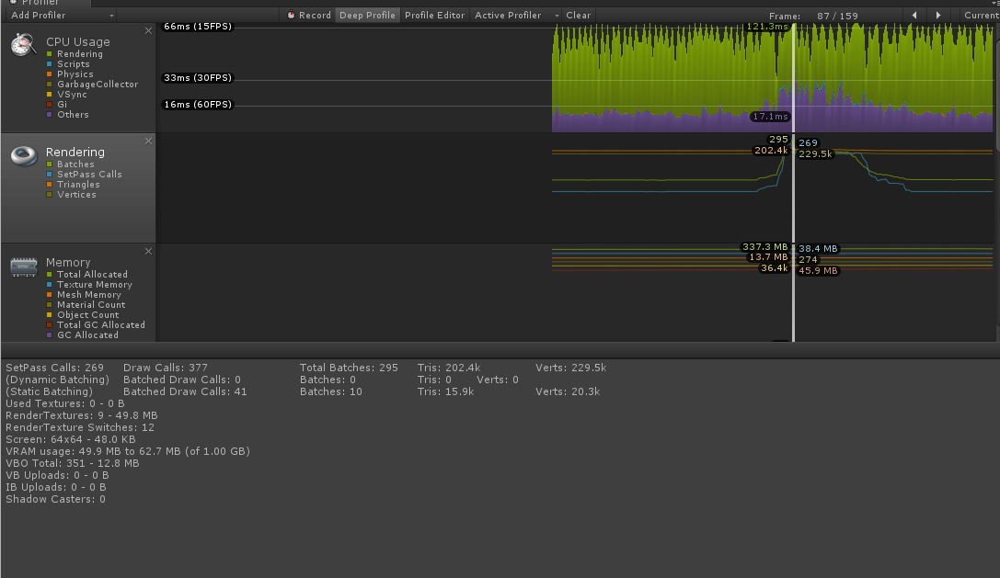 Profiler
Add Profiler Record Deep Profile Profile Editor Active Profiler Clear Frame: 87 / 159 Current
CPU Usage
Rendering
Scripts
Physics
GarbageCollector
VSync
Gi
Others
66ms (15FPS)
33ms (30FPS)
16ms (60FPS)
121.3ms
17.1ms
Rendering
Batches
SetPass Calls
Triangles
Vertices
295 269
202.4k 229.5k
Memory
Total Allocated
Texture Memory
Mesh Memory
Material Count
Object Count
Total GC Allocated
GC Allocated
337.3 MB 38.4 MB
13.7 MB 274
36.4k 45.9 MB
SetPass Calls: 269 Draw Calls: 377 Total Batches: 295 Tris: 202.4k Verts: 229.5k
(Dynamic Batching) Batched Draw Calls: 0 Batches: 0 Tris: 0 Verts: 0
(Static Batching) Batched Draw Calls: 41 Batches: 10 Tris: 15.9k Verts: 20.3k
Used Textures: 0 - 0 B
RenderTextures: 9 - 49.8 MB
RenderTexture Switches: 12
Screen: 64x64 - 48.0 KB
VRAM usage: 49.9 MB to 62.7 MB (of 1.00 GB)
VBO Total: 351 - 12.8 MB
VB Uploads: 0 - 0 B
IB Uploads: 0 - 0 B
Shadow Casters: 0